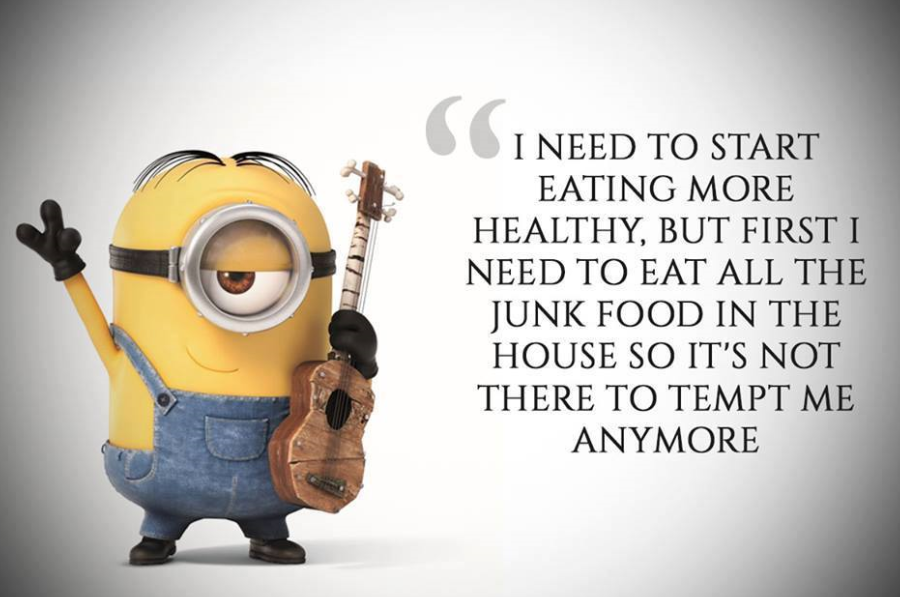 “
I NEED TO START
EATING MORE
HEALTHY, BUT FIRST I
NEED TO EAT ALL THE
JUNK FOOD IN THE
HOUSE SO IT'S NOT
THERE TO TEMPT ME
ANYMORE